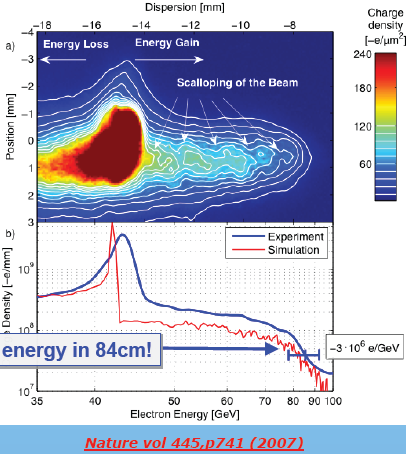 Dispersion [mm]
−18 −16 −14 −12 −10 −8
Charge
density
[−e/µm²]
a)
Energy Loss
Energy Gain
Scalloping of the Beam
Position [mm]
−4
−3
−2
−1
0
1
2
3
240
180
120
60
b)
Experiment
Simulation
e Density [−e/mm]
10⁹
10⁸
10⁷
energy in 84cm!
−3·10⁶ e/GeV
35 40 50 60 70 80 90 100
Electron Energy [GeV]
Nature vol 445,p741 (2007)